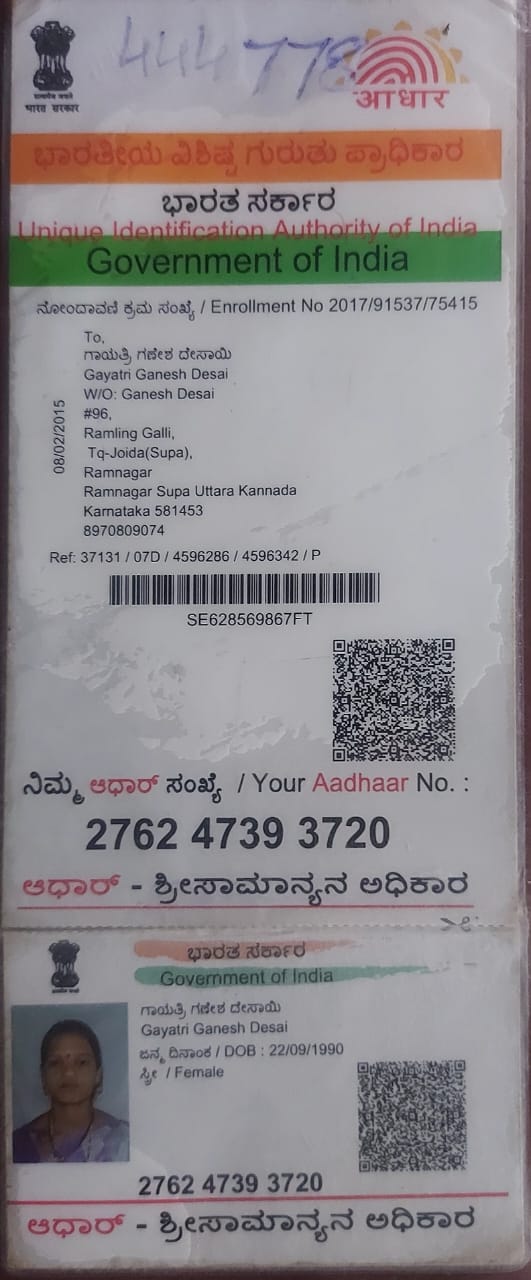 444 778
भारत सरकार
आधार
ಭಾರತೀಯ ವಿಶಿಷ್ಟ ಗುರುತು ಪ್ರಾಧಿಕಾರ
ಭಾರತ ಸರ್ಕಾರ
Unique Identification Authority of India
Government of India
ನೋಂದಾವಣಿ ಕ್ರಮ ಸಂಖ್ಯೆ / Enrollment No 2017/91537/75415
To,
ಗಾಯತ್ರಿ ಗಣೇಶ ದೇಸಾಯಿ
Gayatri Ganesh Desai
W/O: Ganesh Desai
#96,
Ramling Galli,
Tq-Joida(Supa),
Ramnagar
Ramnagar Supa Uttara Kannada
Karnataka 581453
8970809074
08/02/2015
Ref: 37131 / 07D / 4596286 / 4596342 / P
SE628569867FT
ನಿಮ್ಮ ಆಧಾರ್ ಸಂಖ್ಯೆ / Your Aadhaar No. :
2762 4739 3720
ಆಧಾರ್ - ಶ್ರೀಸಾಮಾನ್ಯನ ಅಧಿಕಾರ
ಭಾರತ ಸರ್ಕಾರ
Government of India
ಗಾಯತ್ರಿ ಗಣೇಶ ದೇಸಾಯಿ
Gayatri Ganesh Desai
ಜನ್ಮ ದಿನಾಂಕ / DOB : 22/09/1990
ಸ್ತ್ರೀ / Female
2762 4739 3720
ಆಧಾರ್ - ಶ್ರೀಸಾಮಾನ್ಯನ ಅಧಿಕಾರ